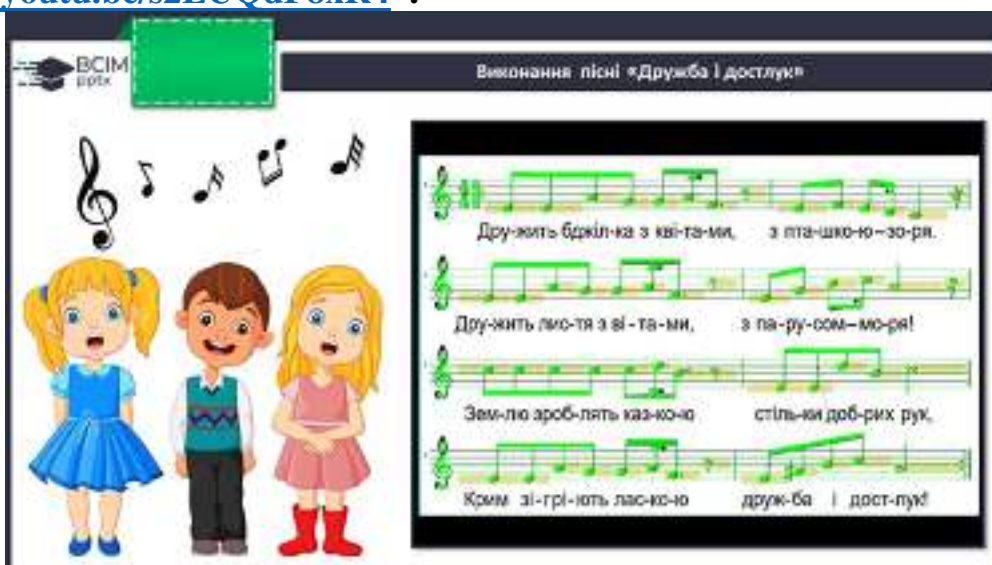 youtu.be/
ВСІМ
pptx
Виконання пісні «Дружба і достлук»
Дру-жить бджіл-ка з кві-та-ми, з пта-шко-ю-зо-ря.
Дру-жить лис-тя з ві-та-ми, з па-ру-сом-мо-ря!
Зем-лю зроб-лять каз-ко-ю стіль-ки доб-рих рук,
Крим зі-грі-ють лас-ко-ю друж-ба і дост-лук!